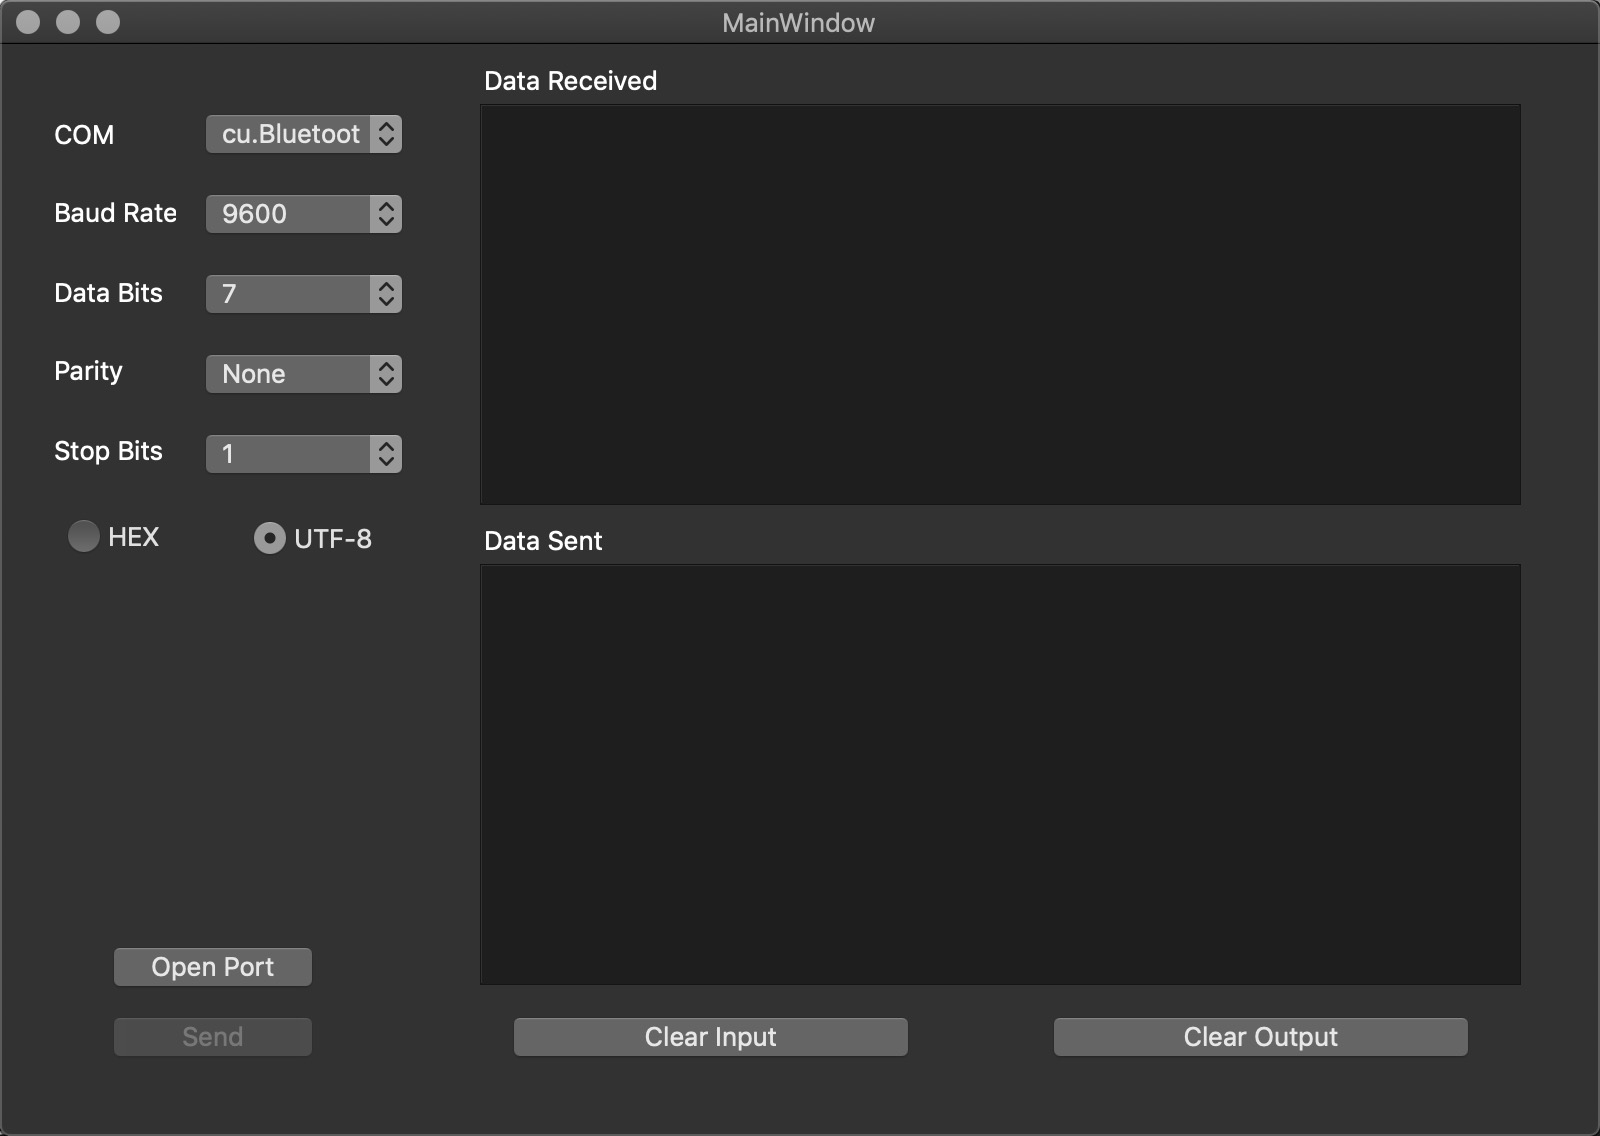 MainWindow
COM
cu.Bluetoot
Baud Rate
9600
Data Bits
7
Parity
None
Stop Bits
1
HEX
UTF-8
Open Port
Send
Data Received
Data Sent
Clear Input
Clear Output